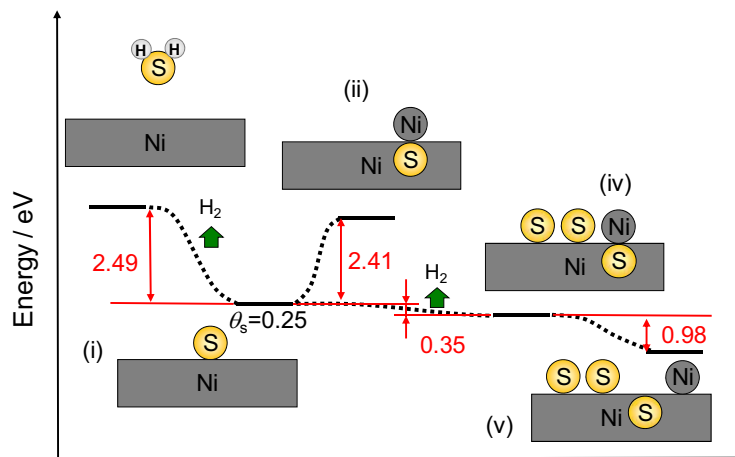 H H
S
Ni
(ii)
Ni
Ni S
(iv)
S S Ni
Ni S
Energy / eV
H2
2.49
2.41
H2
θs=0.25
0.35
0.98
(i)
S
Ni
S S Ni
Ni S
(v)